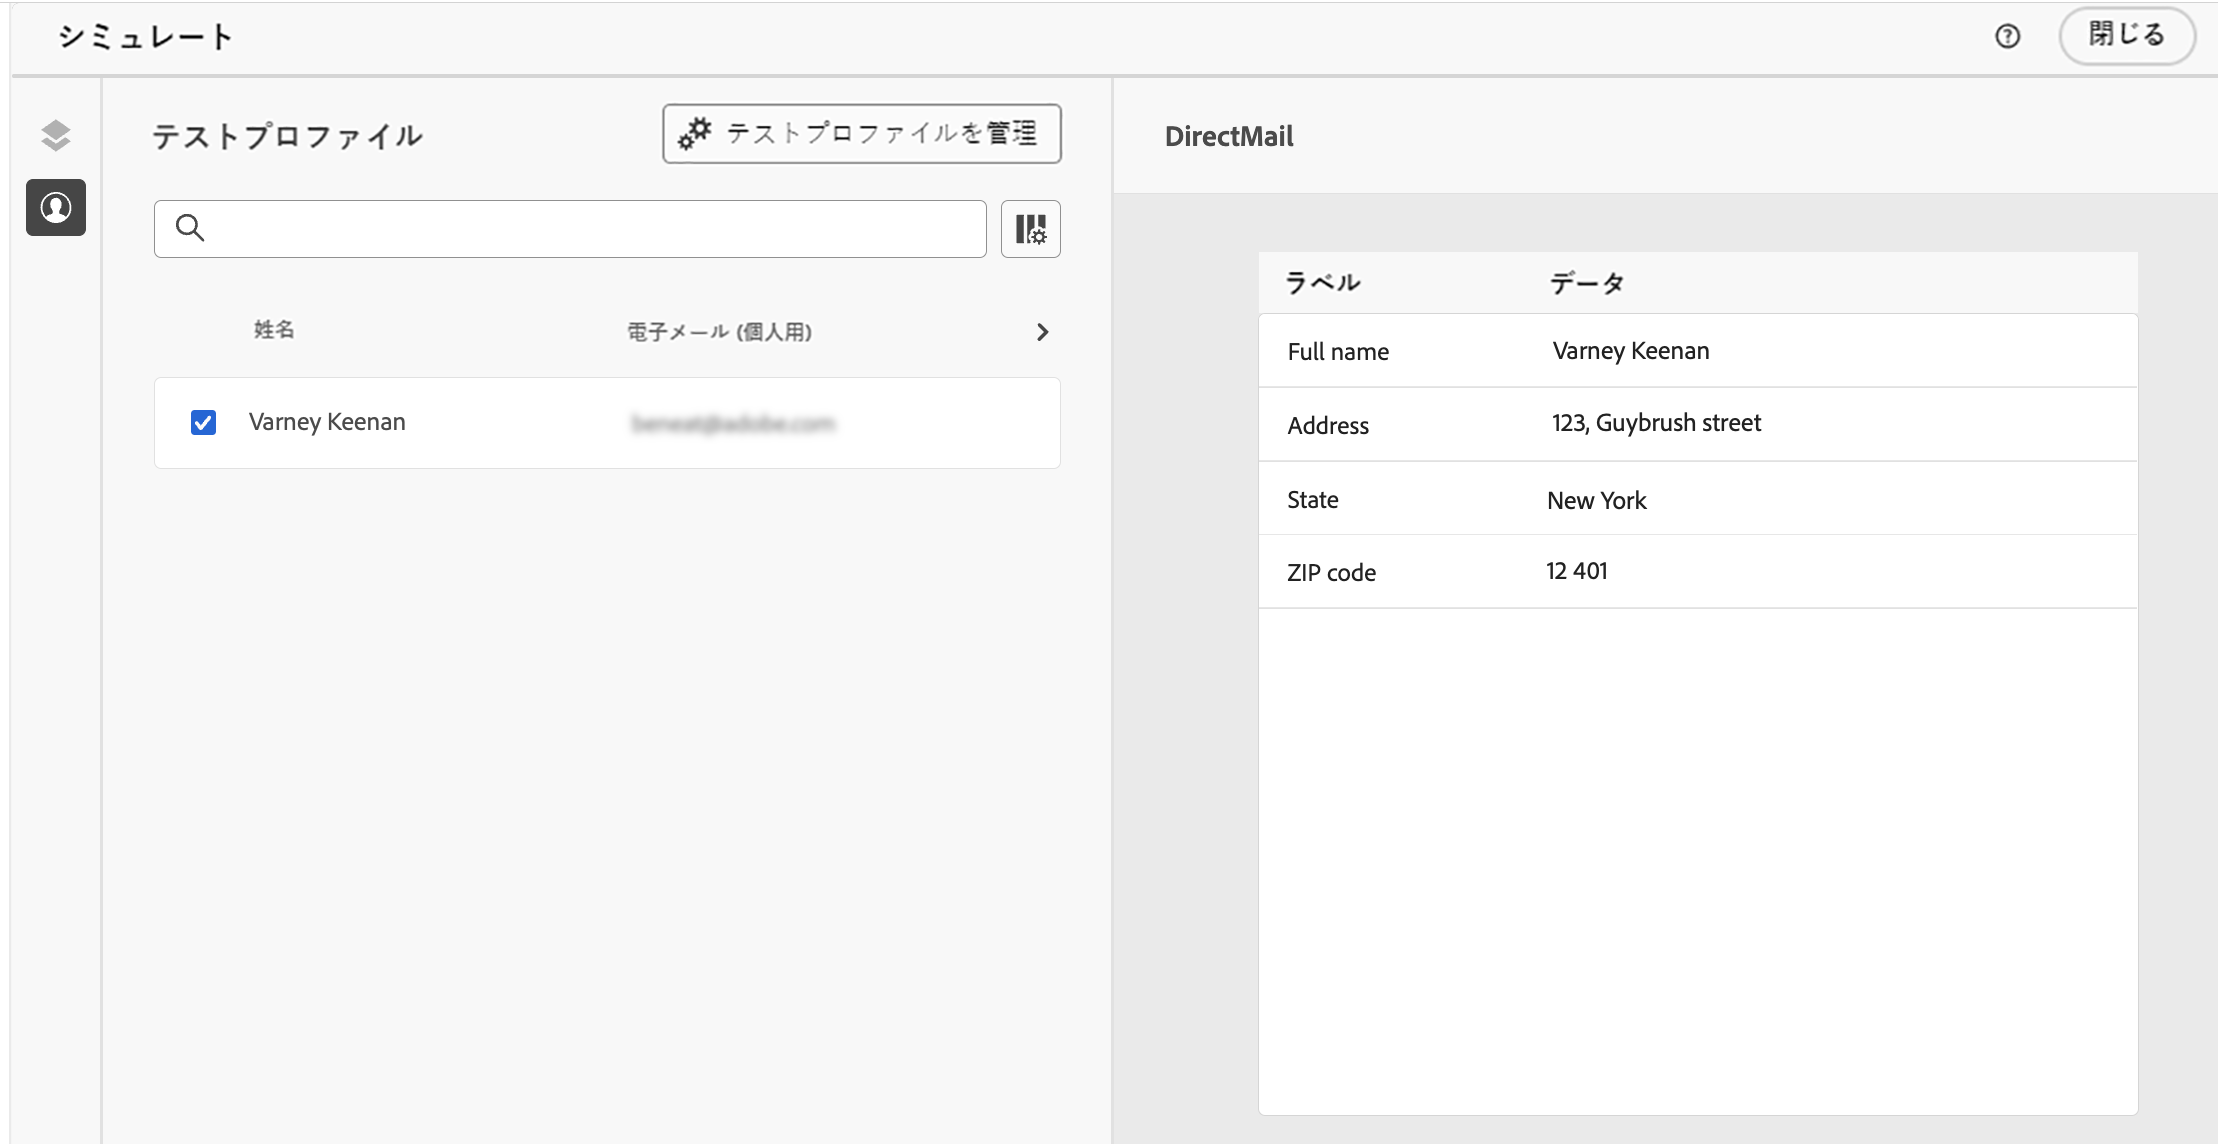 シミュレート
閉じる
テストプロファイル
テストプロファイルを管理
姓名
電子メール (個人用)
Varney Keenan
DirectMail
ラベル
データ
Full name
Varney Keenan
Address
123, Guybrush street
State
New York
ZIP code
12 401